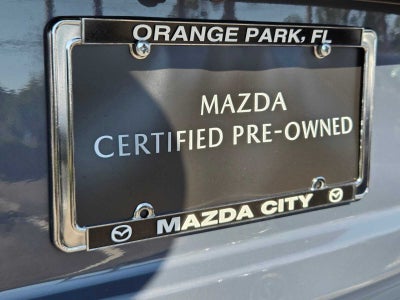 ORANGE PARK, FL
MAZDA
CERTIFIED PRE-OWNED
MAZDA CITY